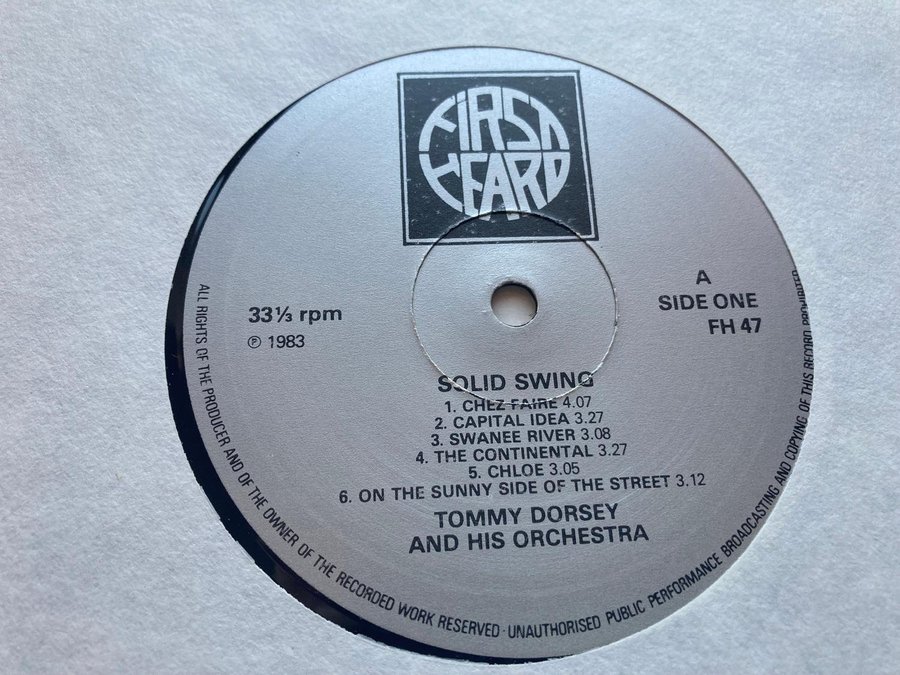 FIRST
HEARD
A
SIDE ONE
FH 47
33⅓ rpm
℗ 1983
SOLID SWING
1. CHEZ FAIRE 4.07
2. CAPITAL IDEA 3.27
3. SWANEE RIVER 3.08
4. THE CONTINENTAL 3.27
5. CHLOE 3.05
6. ON THE SUNNY SIDE OF THE STREET 3.12
TOMMY DORSEY
AND HIS ORCHESTRA
ALL RIGHTS OF THE PRODUCER AND OF THE OWNER OF THE RECORDED WORK RESERVED · UNAUTHORISED PUBLIC PERFORMANCE BROADCASTING AND COPYING OF THIS RECORD PROHIBITED